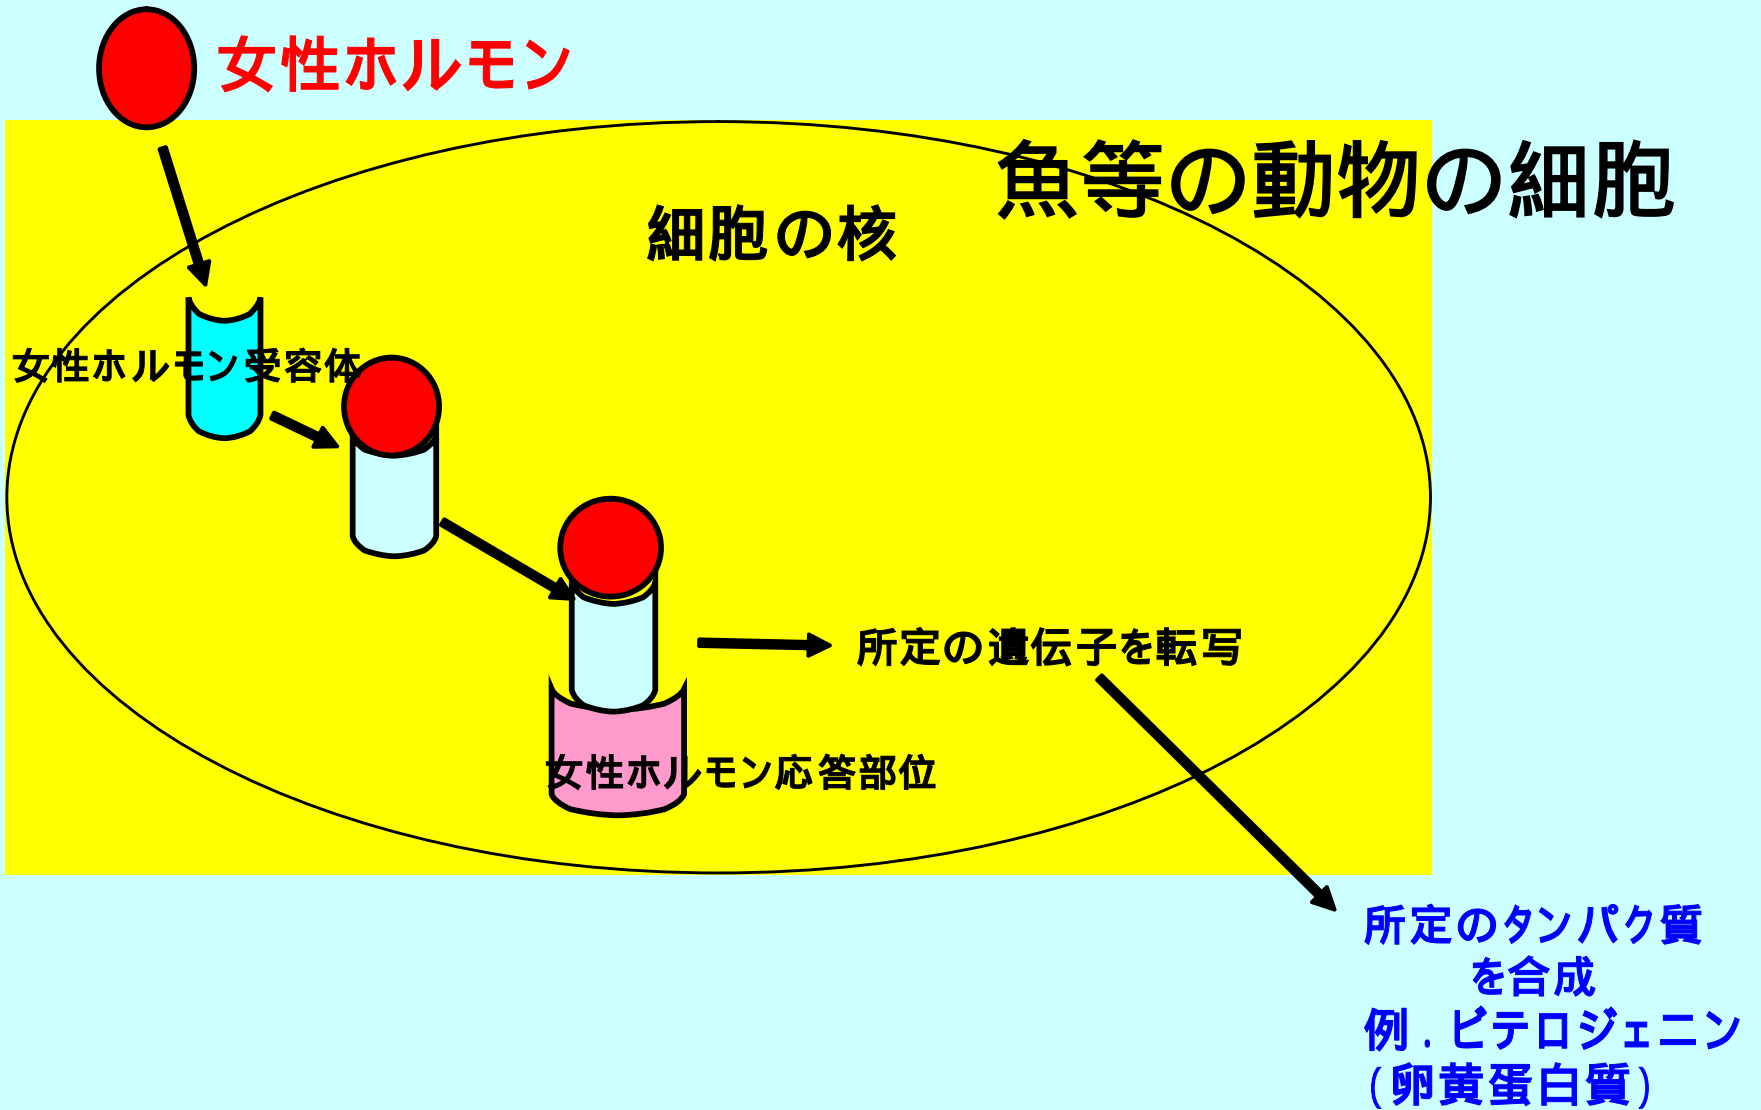 女性ホルモン
魚等の動物の細胞
細胞の核
女性ホルモン受容体
所定の遺伝子を転写
女性ホルモン応答部位
所定のタンパク質
を合成
例．ビテロジェニン
(卵黄蛋白質)